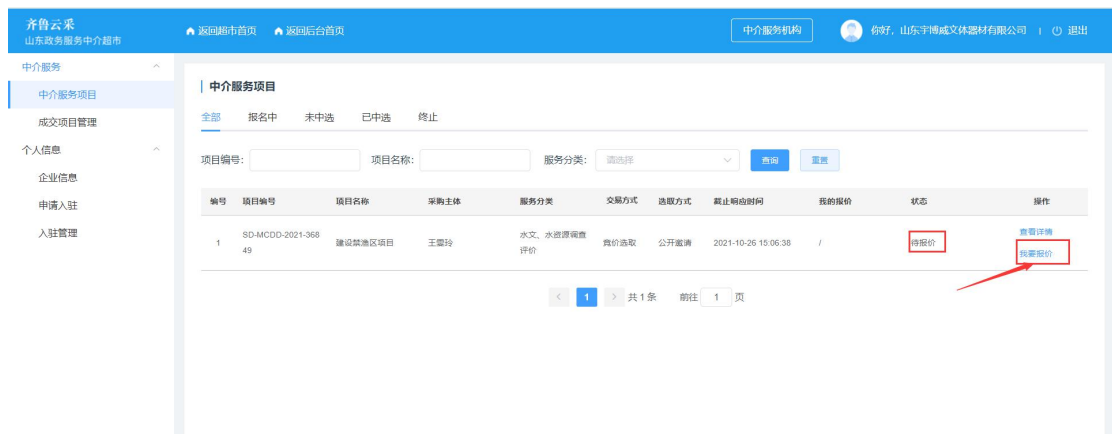 齐鲁云采
山东政务服务中介超市
返回超市首页 返回后台首页
中介服务机构
你好，山东宇博威文体器材有限公司 | 退出
中介服务
中介服务项目
成交项目管理
个人信息
企业信息
申请入驻
入驻管理
中介服务项目
全部 报名中 未中选 已中选 终止
项目编号： 项目名称： 服务分类： 请选择 查询 重置
编号 项目编号 项目名称 采购主体 服务分类 交易方式 选取方式 截止响应时间 我的报价 状态 操作
1 SD-MCDD-2021-368
49
建设禁渔区项目 王雪玲
水文、水资源调查
评价
竞价选取 公开邀请 2021-10-26 15:06:38 / 待报价
查看详情
我要报价
< 1 > 共 1 条 前往 1 页